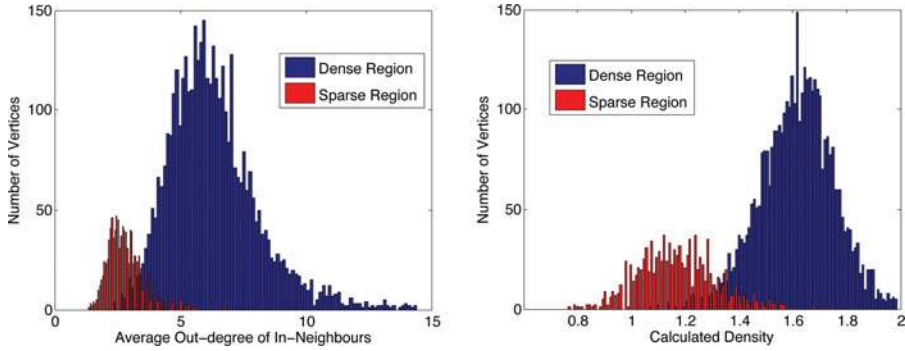 150
100
50
0
Number of Vertices
Dense Region
Sparse Region
0
5
10
15
Average Out-degree of In-Neighbours
150
100
50
0
Number of Vertices
Dense Region
Sparse Region
0.8
1
1.2
1.4
1.6
1.8
2
Calculated Density